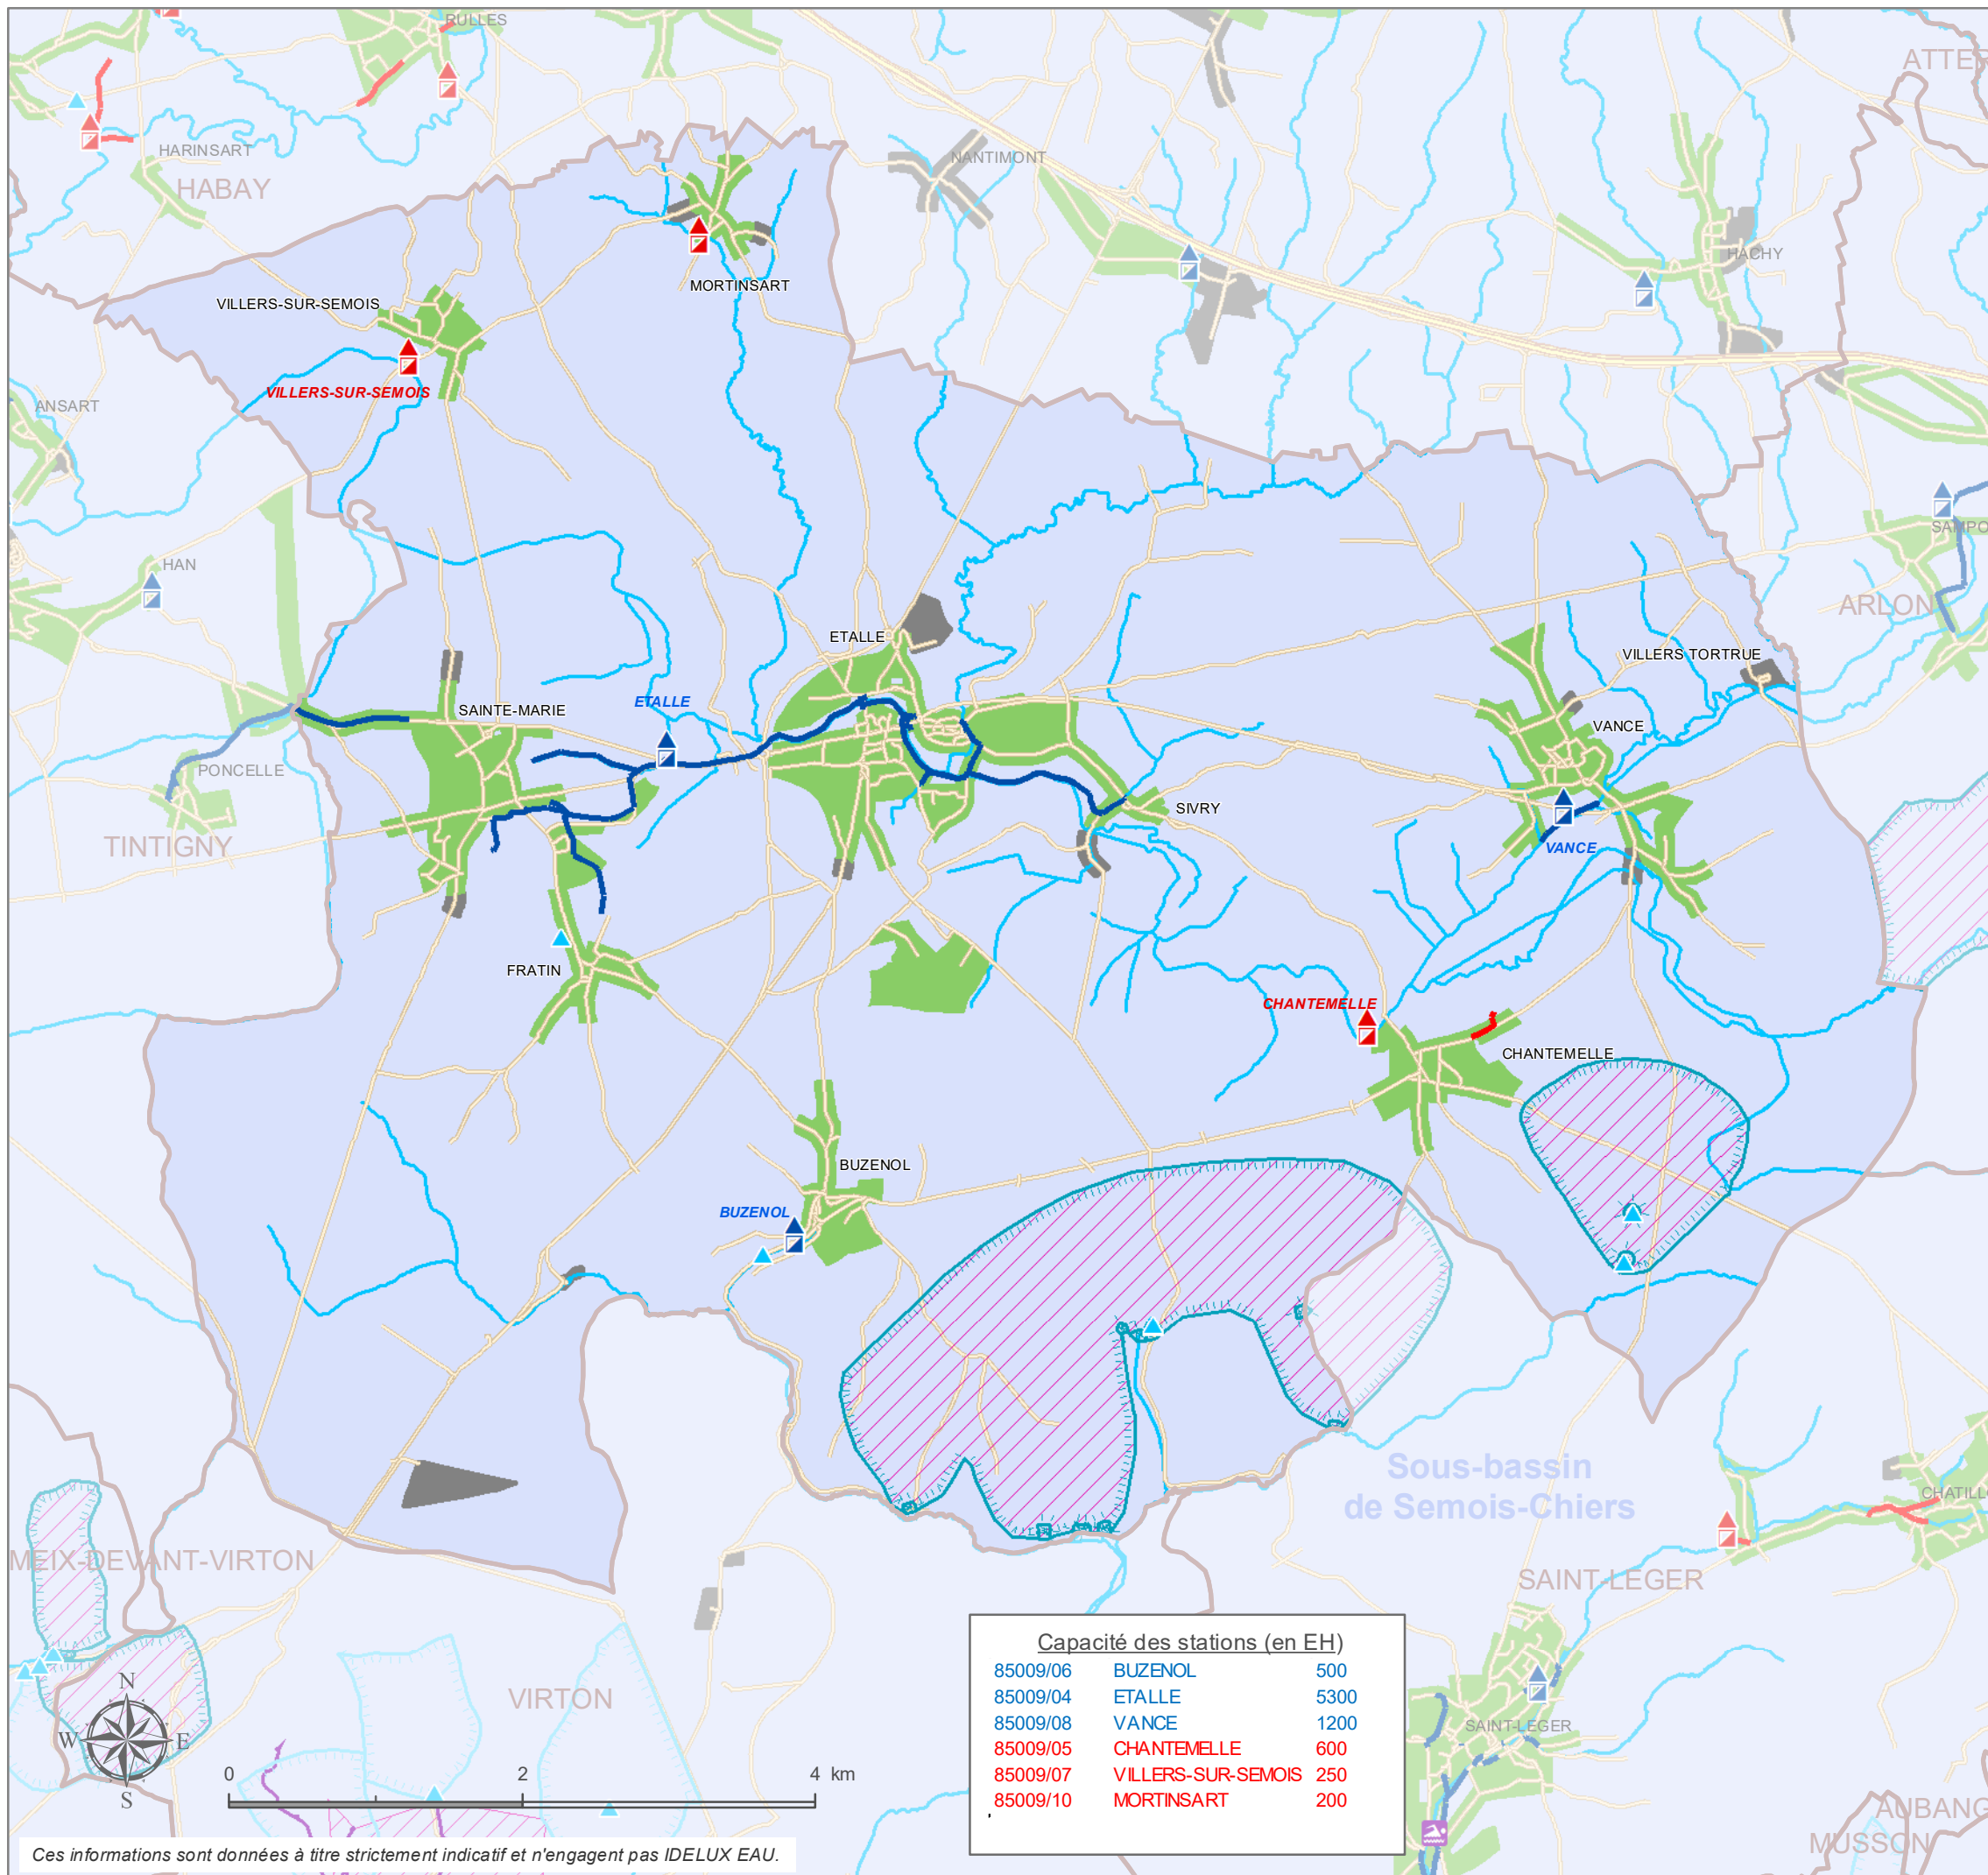 RULLES
ATTER
HARINSART
NANTIMONT
HABAY
HACHY
MORTINSART
VILLERS-SUR-SEMOIS
VILLERS-SUR-SEMOIS
ANSART
SAMPO
HAN
ARLON
ETALLE
VILLERS TORTRUE
ETALLE
SAINTE-MARIE
VANCE
PONCELLE
SIVRY
TINTIGNY
VANCE
FRATIN
CHANTEMELLE
CHANTEMELLE
BUZENOL
BUZENOL
Sous-bassin
de Semois-Chiers
CHATILL
MEIX-DEVANT-VIRTON
SAINT-LEGER
VIRTON
SAINT-LEGER
AUBANG
MUSSON
Capacité des stations (en EH)
85009/06 BUZENOL 500
85009/04 ETALLE 5300
85009/08 VANCE 1200
85009/05 CHANTEMELLE 600
85009/07 VILLERS-SUR-SEMOIS 250
85009/10 MORTINSART 200
N
W E
S
0 2 4 km
Ces informations sont données à titre strictement indicatif et n'engagent pas IDELUX EAU.